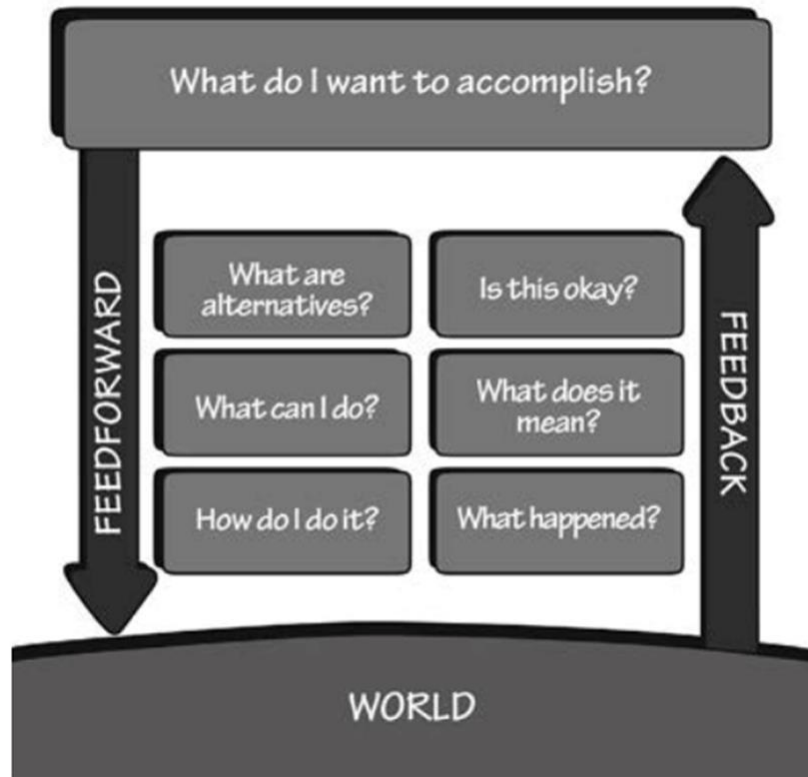 What do I want to accomplish?
FEEDFORWARD
What are
alternatives?
What can I do?
How do I do it?
Is this okay?
What does it
mean?
What happened?
FEEDBACK
WORLD